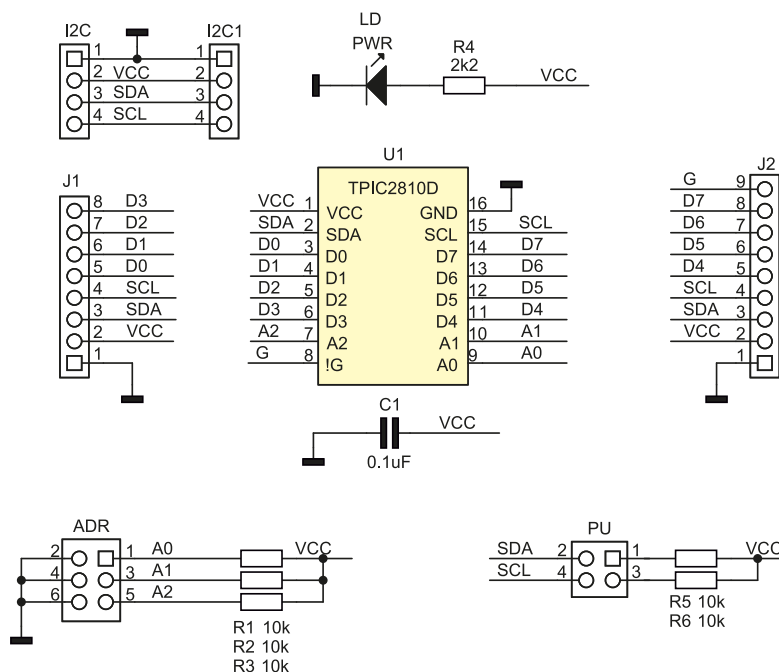 I2C I2C1
1 1
2 VCC 2
3 SDA 3
4 SCL 4
LD
PWR
R4
2k2
VCC
J1
8 D3
7 D2
6 D1
5 D0
4 SCL
3 SDA
2 VCC
1
U1
TPIC2810D
VCC 1 VCC GND 16
SDA 2 SDA SCL 15 SCL
D0 3 D0 D7 14 D7
D1 4 D1 D6 13 D6
D2 5 D2 D5 12 D5
D3 6 D3 D4 11 D4
A2 7 A2 A1 10 A1
G 8 !G A0 9 A0
J2
G 9
D7 8
D6 7
D5 6
D4 5
SCL 4
SDA 3
VCC 2
1
C1
VCC
0.1uF
ADR
2 1 A0 VCC
4 3 A1
6 5 A2
R1 10k
R2 10k
R3 10k
PU
SDA 2 1 VCC
SCL 4 3
R5 10k
R6 10k